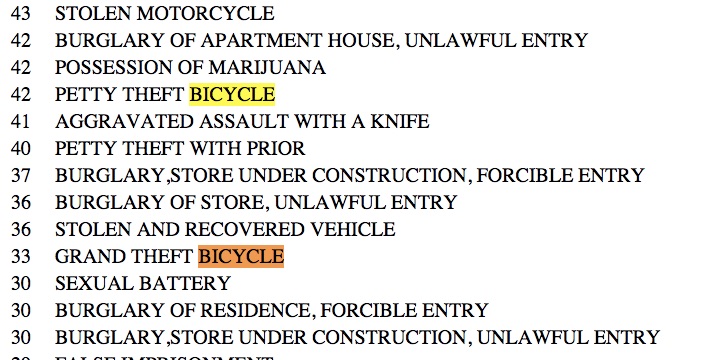 43 STOLEN MOTORCYCLE
42 BURGLARY OF APARTMENT HOUSE, UNLAWFUL ENTRY
42 POSSESSION OF MARIJUANA
42 PETTY THEFT BICYCLE
41 AGGRAVATED ASSAULT WITH A KNIFE
40 PETTY THEFT WITH PRIOR
37 BURGLARY,STORE UNDER CONSTRUCTION, FORCIBLE ENTRY
36 BURGLARY OF STORE, UNLAWFUL ENTRY
36 STOLEN AND RECOVERED VEHICLE
33 GRAND THEFT BICYCLE
30 SEXUAL BATTERY
30 BURGLARY OF RESIDENCE, FORCIBLE ENTRY
30 BURGLARY,STORE UNDER CONSTRUCTION, UNLAWFUL ENTRY
FALSE IMPRISONMENT